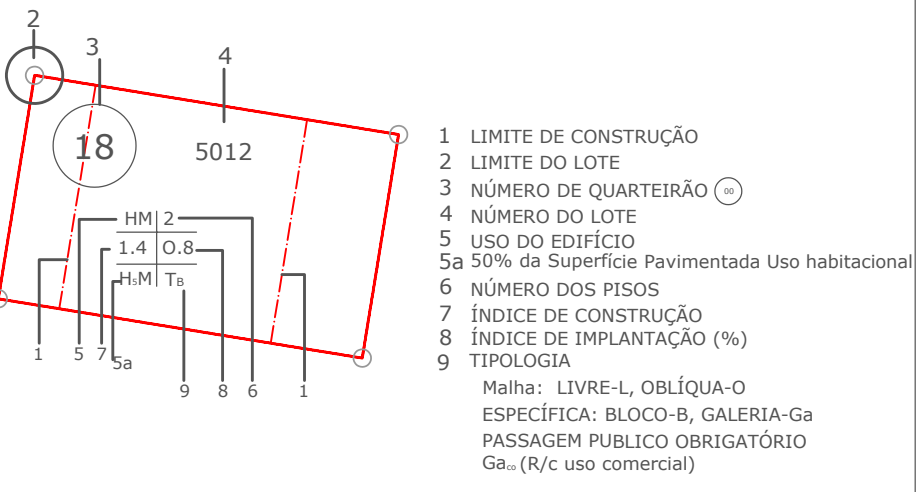 2
3
4
18
5012
HM 2
1.4 O.8
H₅M TB
1 5 7 5a 9 8 6 1
1 LIMITE DE CONSTRUÇÃO
2 LIMITE DO LOTE
3 NÚMERO DE QUARTEIRÃO 00
4 NÚMERO DO LOTE
5 USO DO EDIFÍCIO
5a 50% da Superfície Pavimentada Uso habitacional
6 NÚMERO DOS PISOS
7 ÍNDICE DE CONSTRUÇÃO
8 ÍNDICE DE IMPLANTAÇÃO (%)
9 TIPOLOGIA
Malha: LIVRE-L, OBLÍQUA-O
ESPECÍFICA: BLOCO-B, GALERIA-Ga
PASSAGEM PUBLICO OBRIGATÓRIO
Gaco (R/c uso comercial)